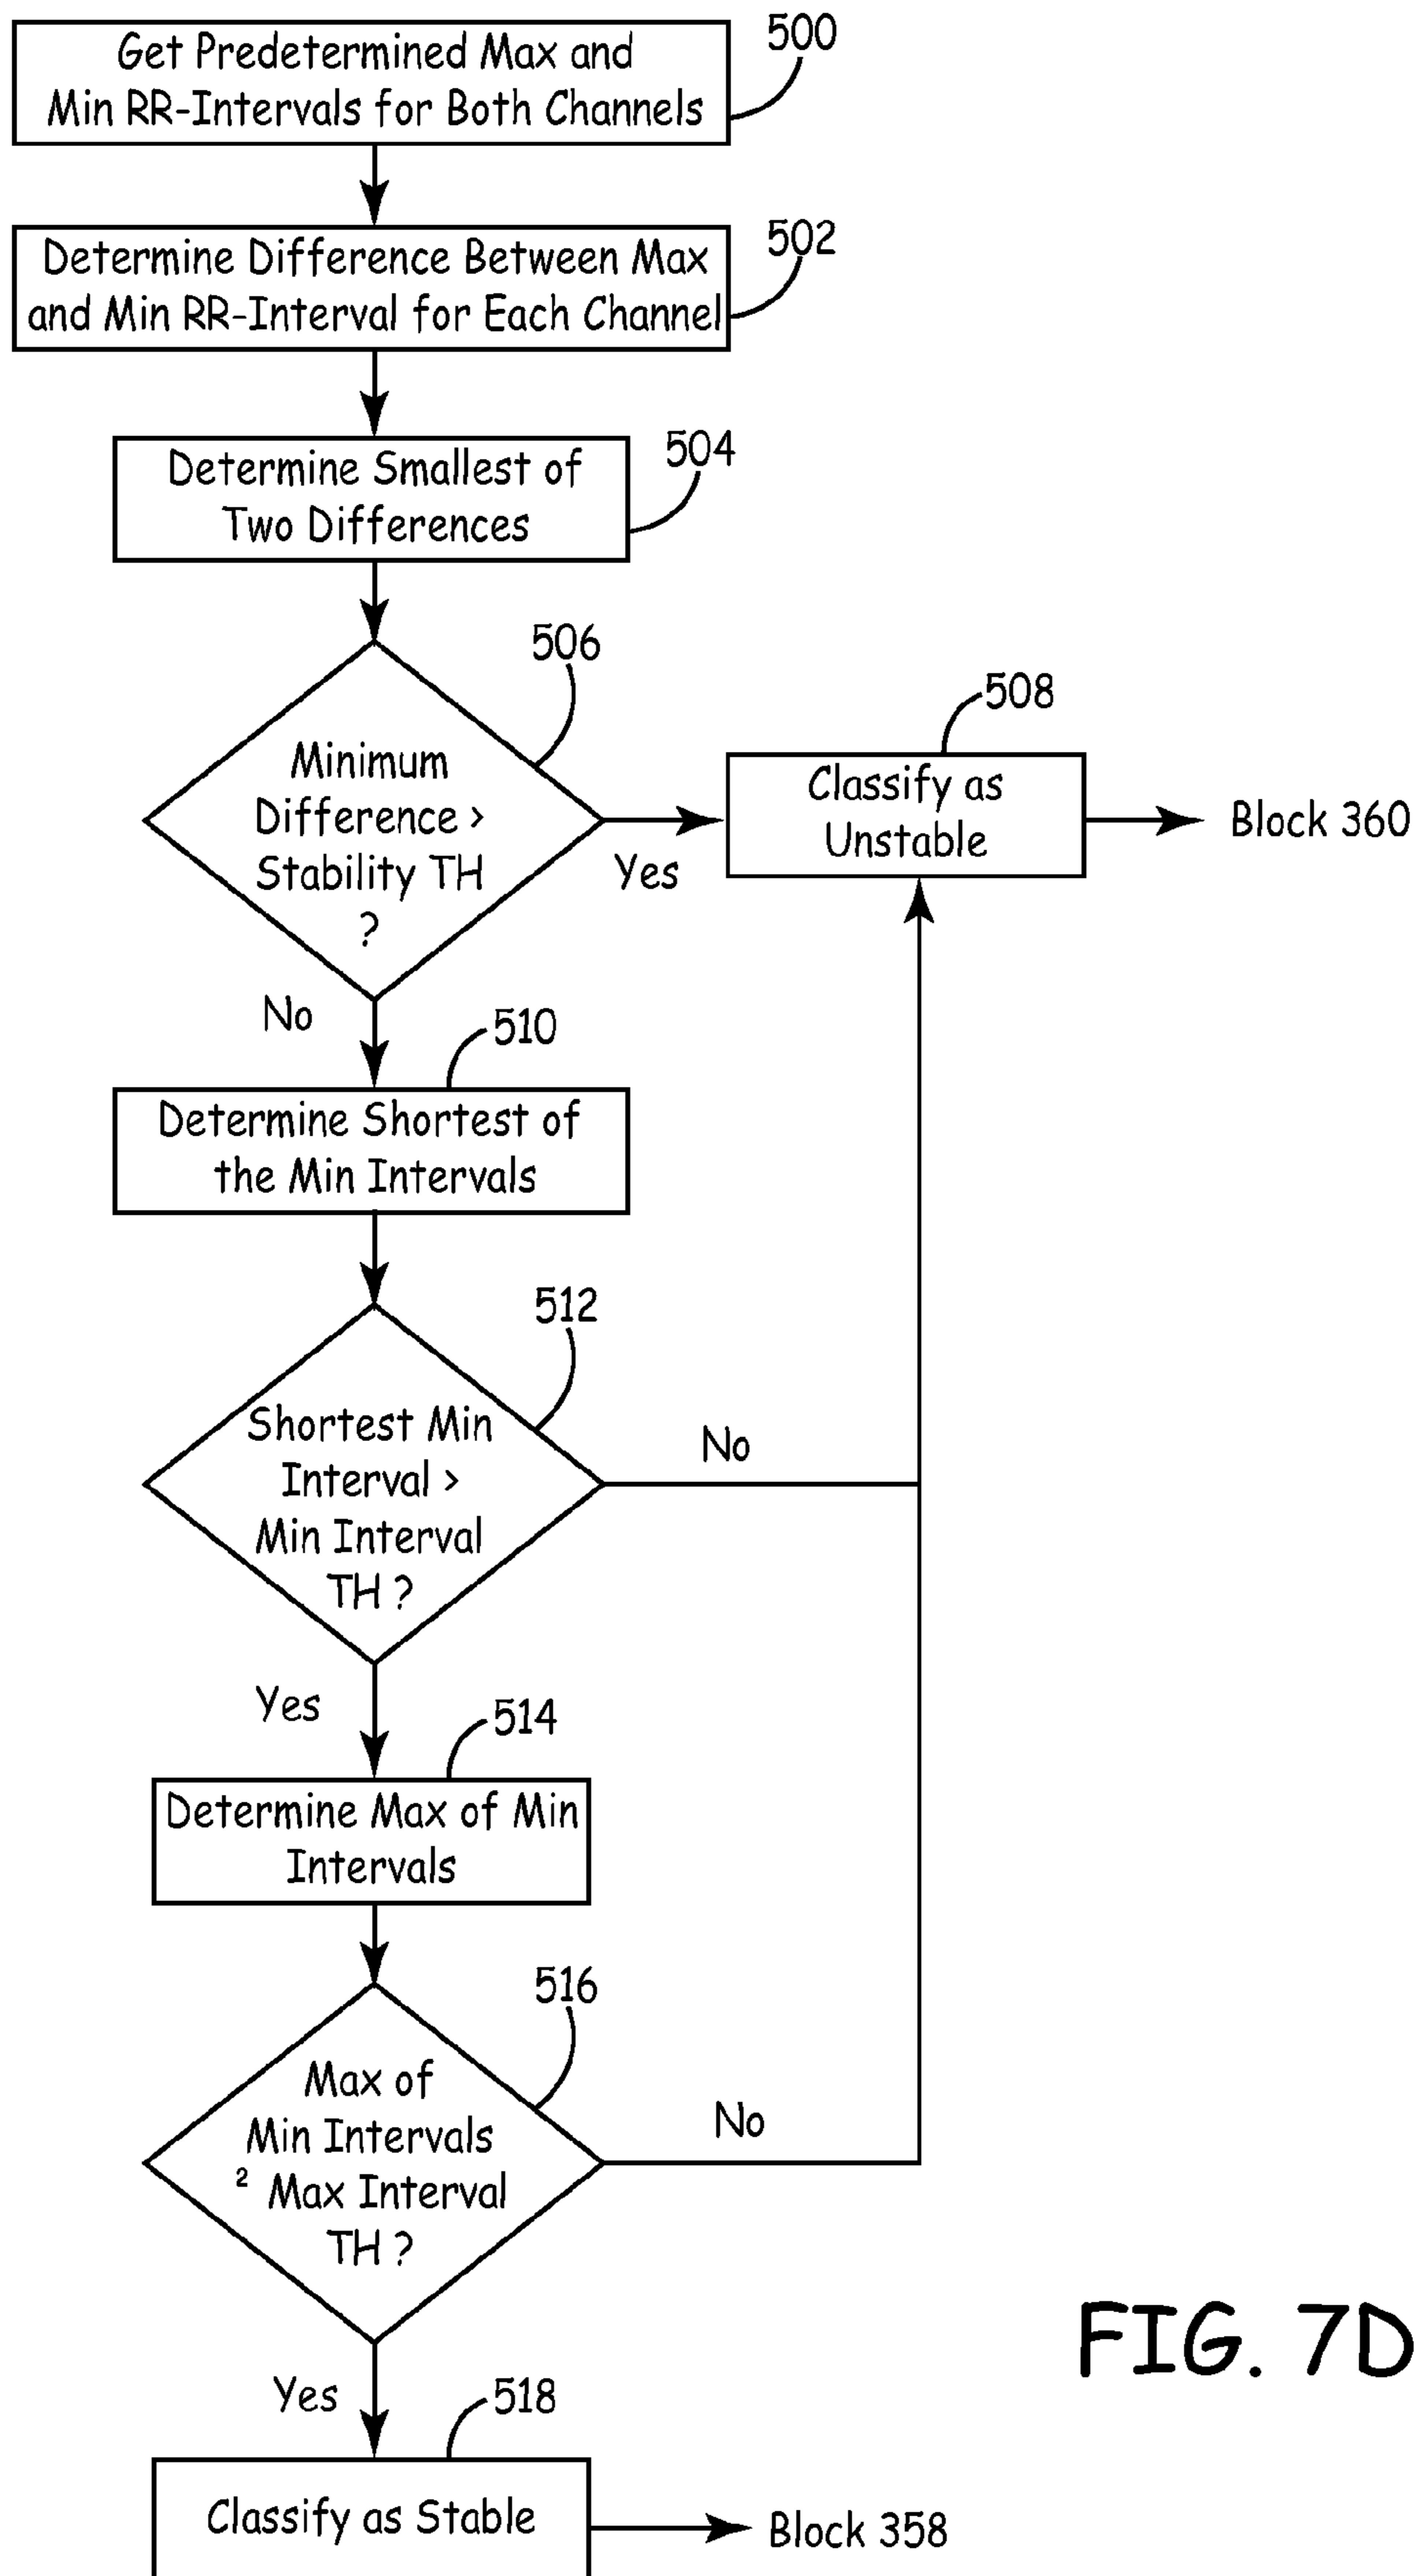 Get Predetermined Max and
Min RR-Intervals for Both Channels
500
Determine Difference Between Max
and Min RR-Interval for Each Channel
502
Determine Smallest of
Two Differences
504
Minimum
Difference >
Stability TH
?
506
Yes
Classify as
Unstable
508
Block 360
No
Determine Shortest of
the Min Intervals
510
Shortest Min
Interval >
Min Interval
TH ?
512
No
Yes
Determine Max of Min
Intervals
514
Max of
Min Intervals
² Max Interval
TH ?
516
No
Yes
Classify as Stable
518
Block 358
FIG. 7D